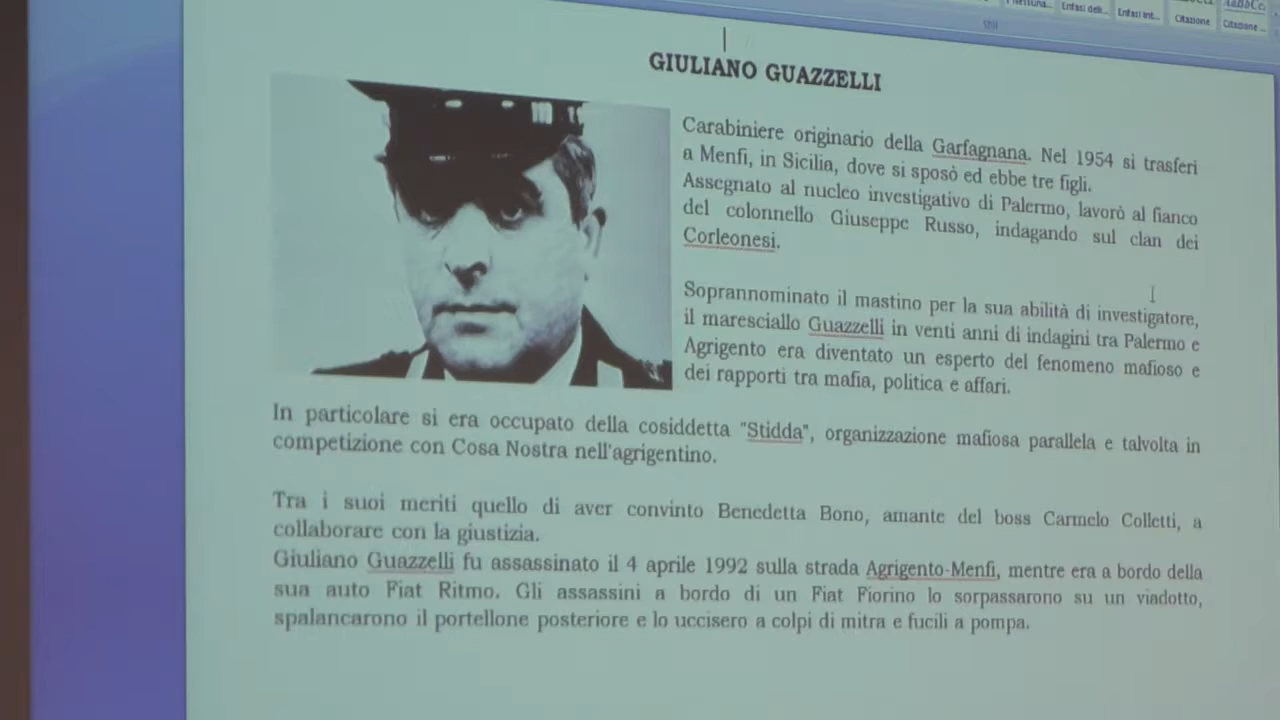 Enfasi deli...
Enfasi int...
Citazione
Citazione ...
GIULIANO GUAZZELLI
Carabiniere originario della Garfagnana. Nel 1954 si trasferì
a Menfi, in Sicilia, dove si sposò ed ebbe tre figli.
Assegnato al nucleo investigativo di Palermo, lavorò al fianco
del colonnello Giuseppe Russo, indagando sul clan dei
Corleonesi.
Soprannominato il mastino per la sua abilità di investigatore,
il maresciallo Guazzelli in venti anni di indagini tra Palermo e
Agrigento era diventato un esperto del fenomeno mafioso e
dei rapporti tra mafia, politica e affari.
In particolare si era occupato della cosiddetta "Stidda", organizzazione mafiosa parallela e talvolta in
competizione con Cosa Nostra nell'agrigentino.
Tra i suoi meriti quello di aver convinto Benedetta Bono, amante del boss Carmelo Colletti, a
collaborare con la giustizia.
Giuliano Guazzelli fu assassinato il 4 aprile 1992 sulla strada Agrigento-Menfi, mentre era a bordo della
sua auto Fiat Ritmo. Gli assassini a bordo di un Fiat Fiorino lo sorpassarono su un viadotto,
spalancarono il portellone posteriore e lo uccisero a colpi di mitra e fucili a pompa.